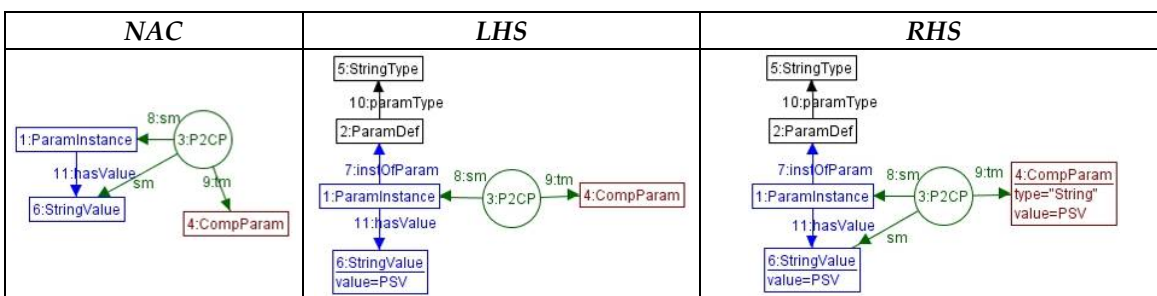 NAC
LHS
RHS
8:sm
1:ParamInstance
3:P2CP
11:hasValue
sm
9:tm
6:StringValue
4:CompParam
5:StringType
10:paramType
2:ParamDef
7:instOfParam
8:sm
9:tm
1:ParamInstance
3:P2CP
4:CompParam
11:hasValue
6:StringValue
value=PSV
5:StringType
10:paramType
2:ParamDef
7:instOfParam
8:sm
9:tm
1:ParamInstance
3:P2CP
4:CompParam
type="String"
value=PSV
11:hasValue
sm
6:StringValue
value=PSV